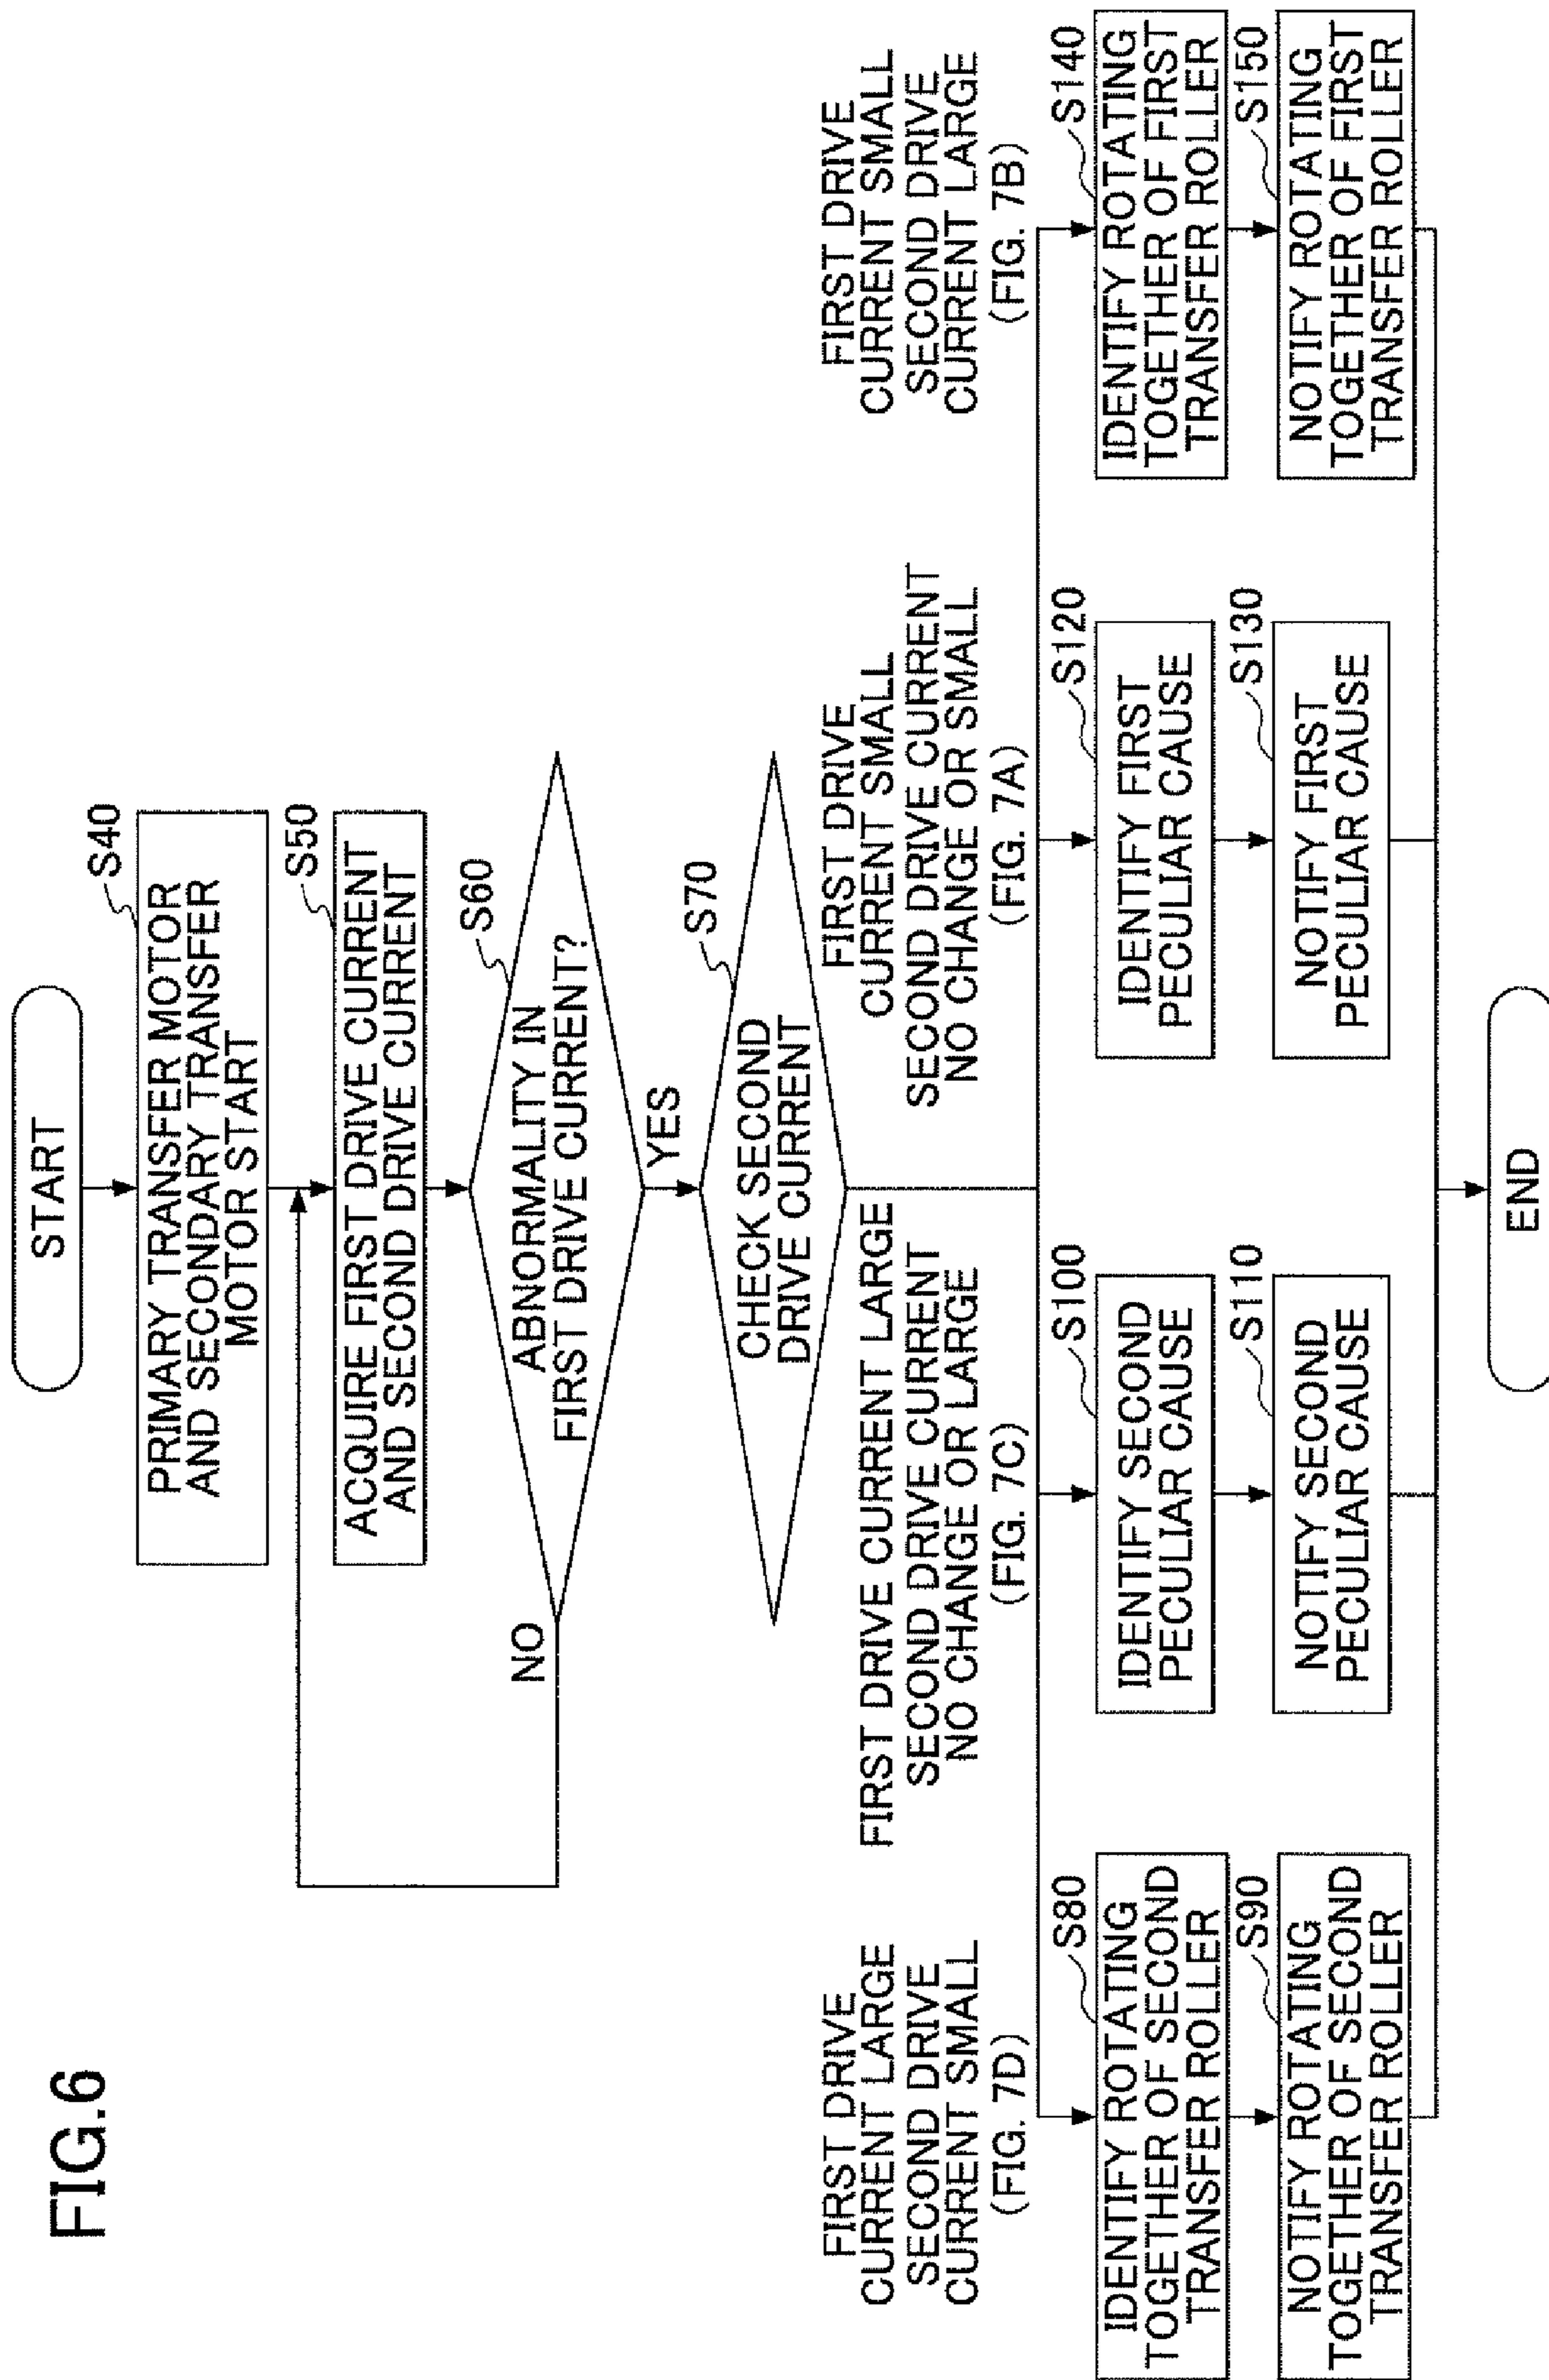 FIG.6
START
S40
PRIMARY TRANSFER MOTOR
AND SECONDARY TRANSFER
MOTOR START
S50
ACQUIRE FIRST DRIVE CURRENT
AND SECOND DRIVE CURRENT
S60
ABNORMALITY IN
FIRST DRIVE CURRENT?
NO
YES
S70
CHECK SECOND
DRIVE CURRENT
FIRST DRIVE
CURRENT LARGE
SECOND DRIVE
CURRENT SMALL
(FIG. 7D)
S80
IDENTIFY ROTATING
TOGETHER OF SECOND
TRANSFER ROLLER
S90
NOTIFY ROTATING
TOGETHER OF SECOND
TRANSFER ROLLER
FIRST DRIVE CURRENT LARGE
SECOND DRIVE CURRENT
NO CHANGE OR LARGE
(FIG. 7C)
S100
IDENTIFY SECOND
PECULIAR CAUSE
S110
NOTIFY SECOND
PECULIAR CAUSE
FIRST DRIVE
CURRENT SMALL
SECOND DRIVE CURRENT
NO CHANGE OR SMALL
(FIG. 7A)
S120
IDENTIFY FIRST
PECULIAR CAUSE
S130
NOTIFY FIRST
PECULIAR CAUSE
FIRST DRIVE
CURRENT SMALL
SECOND DRIVE
CURRENT LARGE
(FIG. 7B)
S140
IDENTIFY ROTATING
TOGETHER OF FIRST
TRANSFER ROLLER
S150
NOTIFY ROTATING
TOGETHER OF FIRST
TRANSFER ROLLER
END